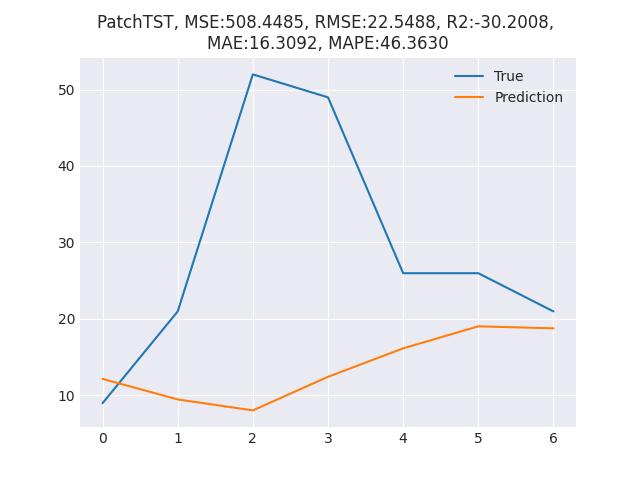 PatchTST, MSE:508.4485, RMSE:22.5488, R2:-30.2008,
MAE:16.3092, MAPE:46.3630
True
Prediction
50
40
30
20
10
0 1 2 3 4 5 6